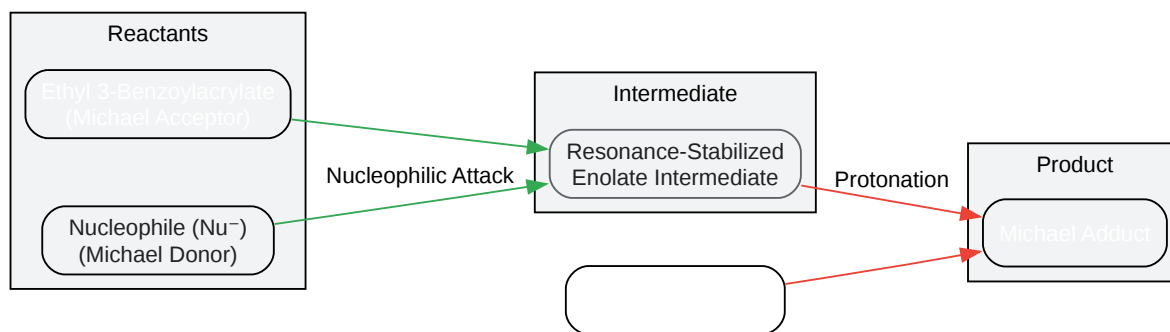 Reactants
Ethyl 3-Benzoylacrylate
(Michael Acceptor)
Nucleophile (Nu⁻)
(Michael Donor)
Nucleophilic Attack
Intermediate
Resonance-Stabilized
Enolate Intermediate
Protonation
Product
Michael Adduct